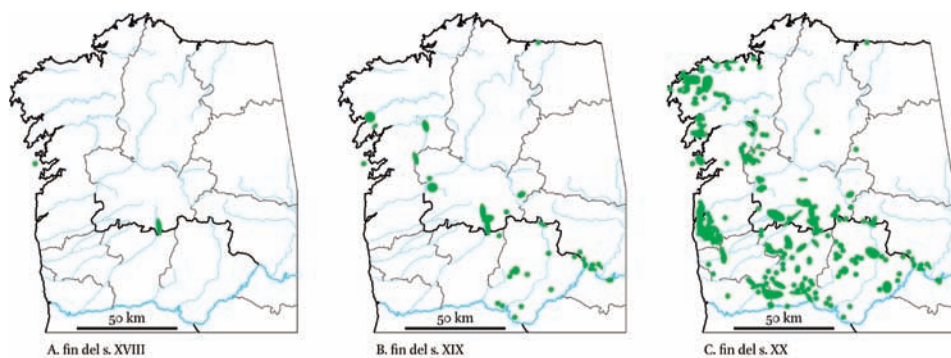 50 km
A. fin del s. XVIII
50 km
B. fin del s. XIX
50 km
C. fin del s. XX